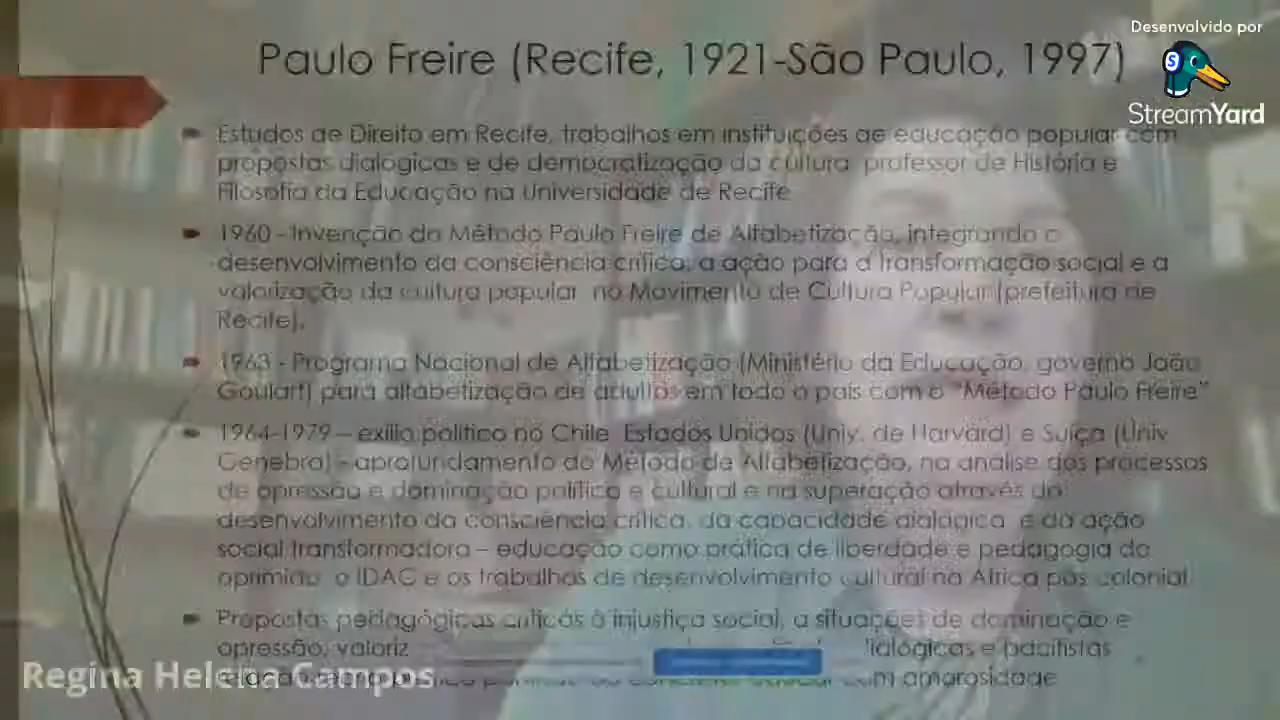 Desenvolvido por
StreamYard
Paulo Freire (Recife, 1921-São Paulo, 1997)
Estudos de Direito em Recife, trabalhos em instituições de educação popular com
propostas dialógicas e de democratização da cultura, professor de História e
Filosofia da Educação na Universidade de Recife
1960 - Invenção do Método Paulo Freire de Alfabetização, integrando o
desenvolvimento da consciência crítica, a ação para a transformação social e a
valorização da cultura popular no Movimento de Cultura Popular (prefeitura de
Recife).
1963 - Programa Nacional de Alfabetização (Ministério da Educação, governo João
Goulart) para alfabetização de adultos em todo o país com o "Método Paulo Freire"
1964-1979 – exílio político no Chile, Estados Unidos (Univ. de Harvard) e Suíça (Univ.
Genebra) - aprofundamento do Método de Alfabetização, na análise dos processos
de opressão e dominação política e cultural e na superação através do
desenvolvimento da consciência crítica, da capacidade dialógica e da ação
social transformadora – educação como prática de liberdade e pedagogia do
oprimido, o IDAC e os trabalhos de desenvolvimento cultural na África pós colonial
Propostas pedagógicas críticas à injustiça social, a situações de dominação e
opressão, valoriz dialógicas e pacifistas
com amorosidade
Regina Helena Campos